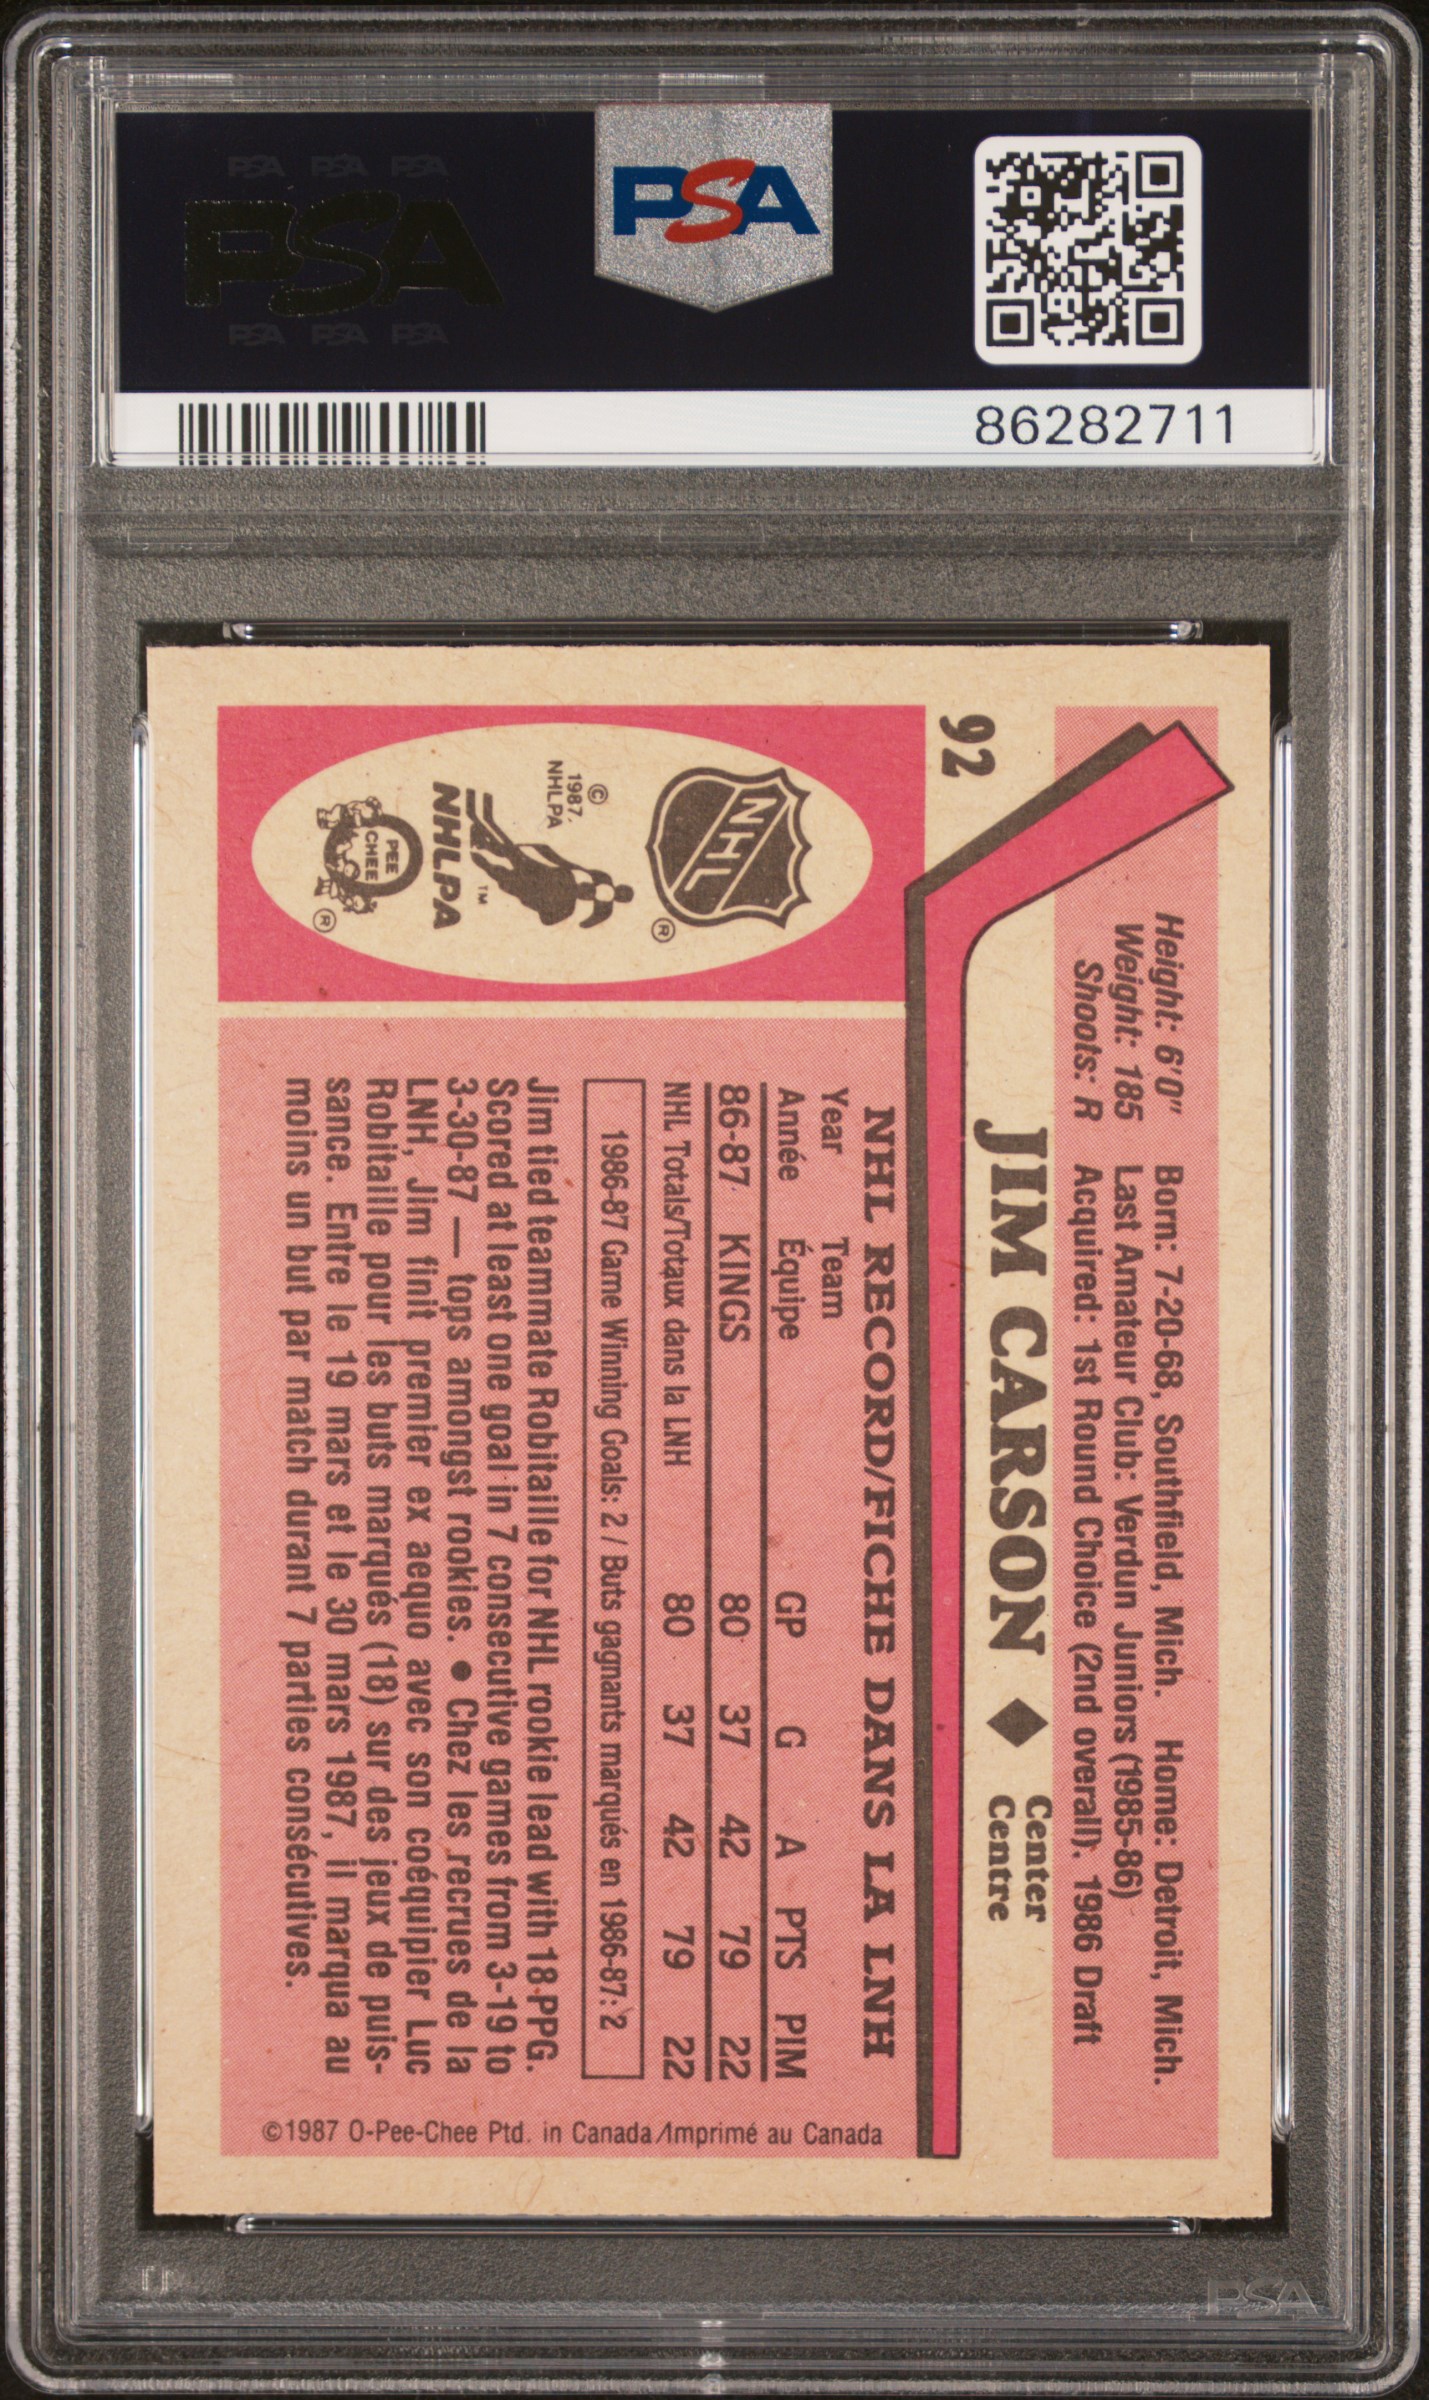 PSA PSA PSA
PSA
PSA PSA PSA
PSA
86282711
92
Height: 6'0" Born: 7-20-68, Southfield, Mich. Home: Detroit, Mich.
Weight: 185 Last Amateur Club: Verdun Juniors (1985-86)
Shoots: R Acquired: 1st Round Choice (2nd overall). 1986 Draft
JIM CARSON ◆ Center
Centre
NHL ®
© 1987, NHLPA
NHLPA ™
O PEE CHEE ®
NHL RECORD/FICHE DANS LA LNH
Year Team
Année Équipe GP G A PTS PIM
86-87 KINGS 80 37 42 79 22
NHL Totals/Totaux dans la LNH 80 37 42 79 22
1986-87 Game Winning Goals: 2 / Buts gagnants marqués en 1986-87: 2
Jim tied teammate Robitaille for NHL rookie lead with 18 PPG.
Scored at least one goal in 7 consecutive games from 3-19 to
3-30-87 — tops amongst rookies. ● Chez les recrues de la
LNH, Jim finit premier ex aequo avec son coéquipier Luc
Robitaille pour les buts marqués (18) sur des jeux de puis-
sance. Entre le 19 mars et le 30 mars 1987, il marqua au
moins un but par match durant 7 parties consécutives.
©1987 O-Pee-Chee Ptd. in Canada/Imprimé au Canada
PSA